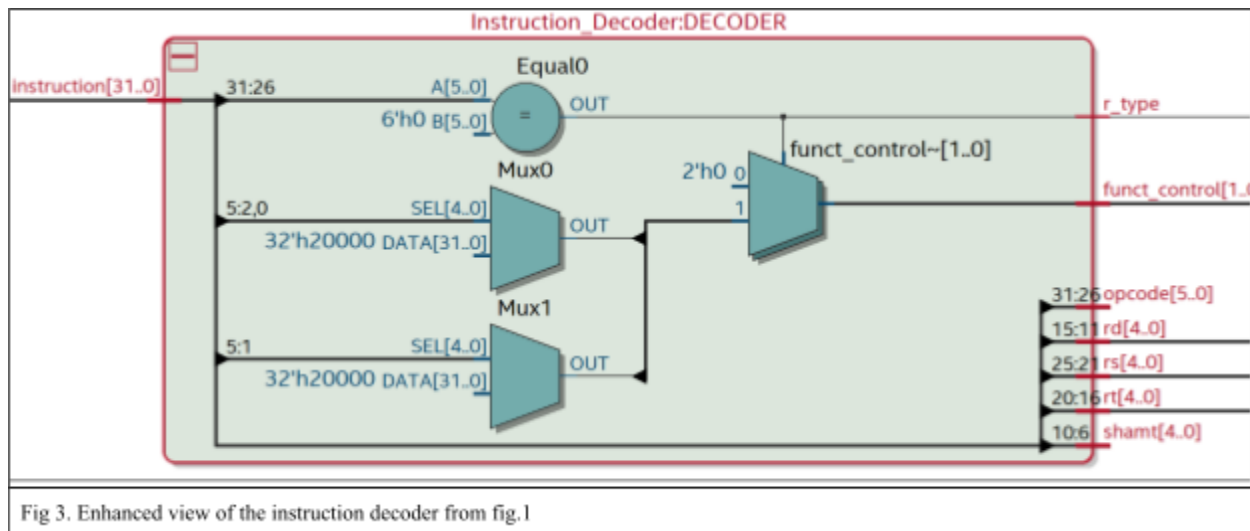 Instruction_Decoder:DECODER
instruction[31..0]
31:26
Equal0
A[5..0]
6'h0 B[5..0]
=
OUT
r_type
Mux0
5:2,0
SEL[4..0]
32'h20000 DATA[31..0]
OUT
funct_control~[1..0]
2'h0 0
1
funct_control[1..0
Mux1
5:1
SEL[4..0]
32'h20000 DATA[31..0]
OUT
31:26 opcode[5..0]
15:11 rd[4..0]
25:21 rs[4..0]
20:16 rt[4..0]
10:6 shamt[4..0]
Fig 3. Enhanced view of the instruction decoder from fig.1